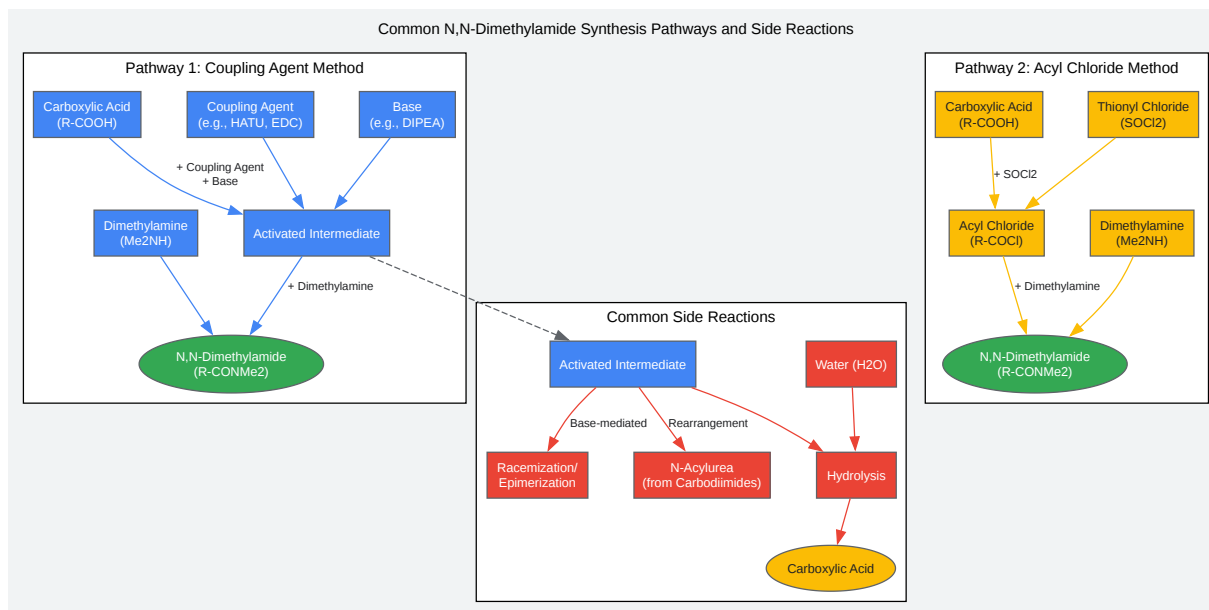 Common N,N-Dimethylamide Synthesis Pathways and Side Reactions
Pathway 1: Coupling Agent Method
Carboxylic Acid
(R-COOH)
Coupling Agent
(e.g., HATU, EDC)
Base
(e.g., DIPEA)
+ Coupling Agent
+ Base
Dimethylamine
(Me2NH)
Activated Intermediate
+ Dimethylamine
N,N-Dimethylamide
(R-CONMe2)
Pathway 2: Acyl Chloride Method
Carboxylic Acid
(R-COOH)
Thionyl Chloride
(SOCl2)
+ SOCl2
Acyl Chloride
(R-COCl)
Dimethylamine
(Me2NH)
+ Dimethylamine
N,N-Dimethylamide
(R-CONMe2)
Common Side Reactions
Activated Intermediate
Water (H2O)
Base-mediated
Rearrangement
Racemization/
Epimerization
N-Acylurea
(from Carbodiimides)
Hydrolysis
Carboxylic Acid